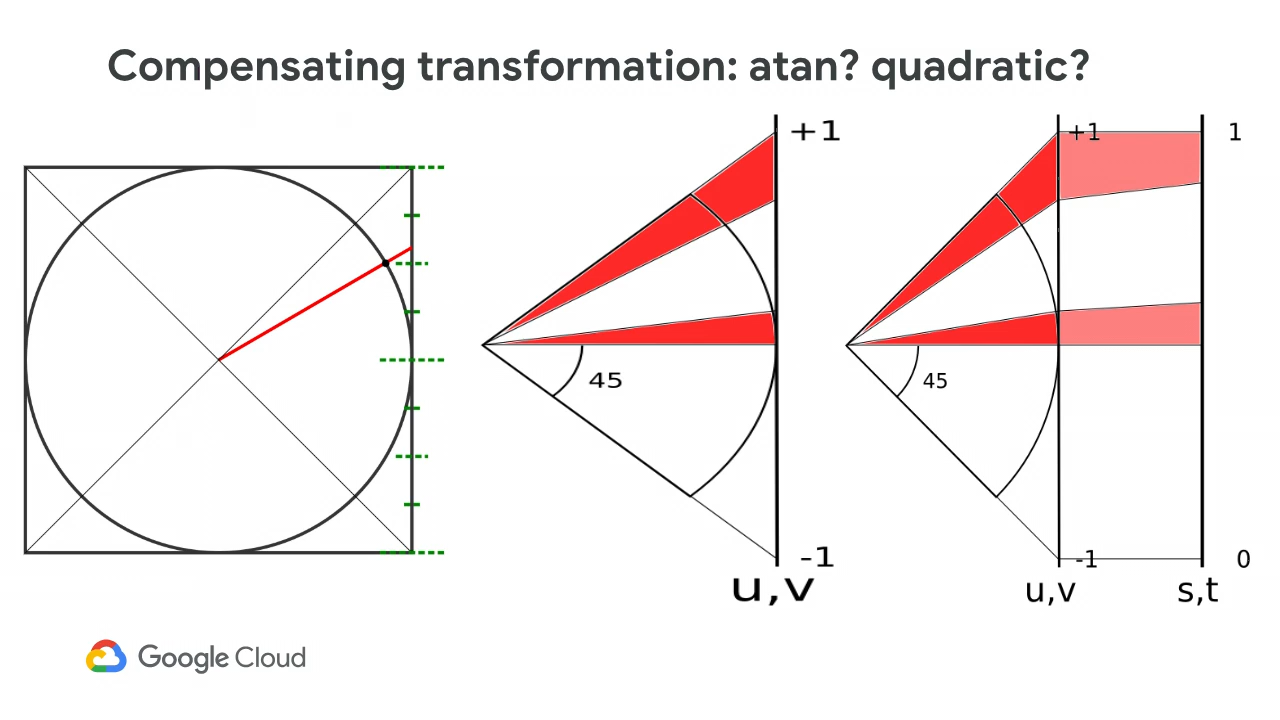 Compensating transformation: atan? quadratic?
+1
45
-1
u,v
+1
1
45
-1
0
u,v
s,t
Google Cloud